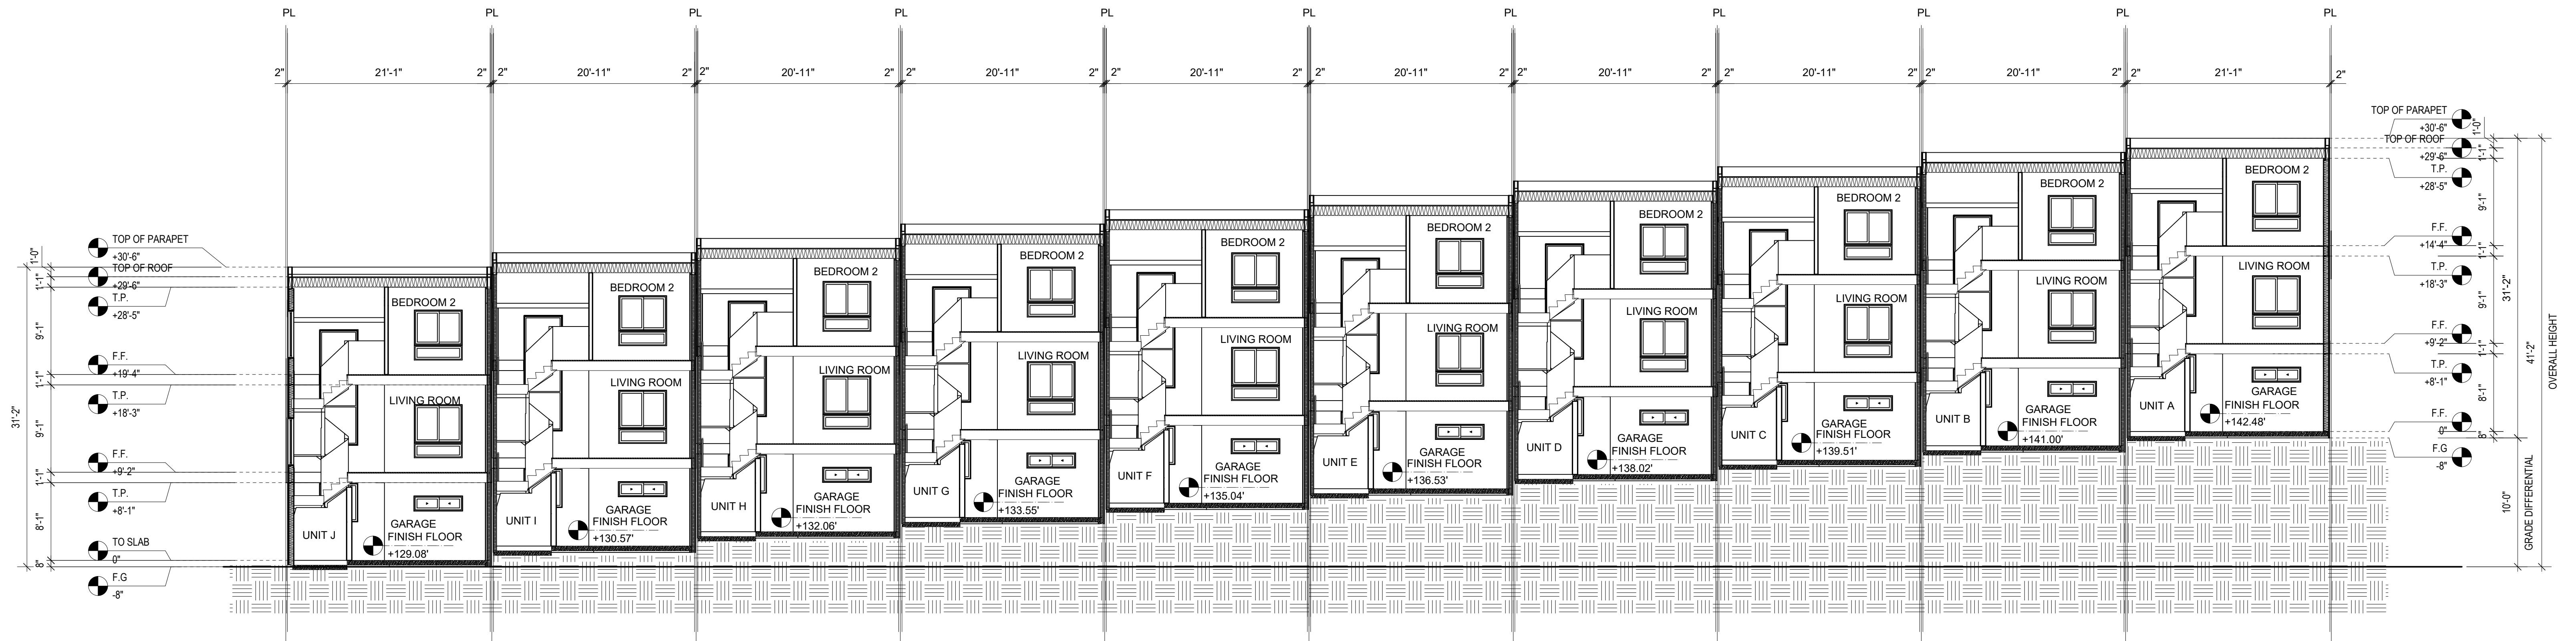 PL PL PL PL PL PL PL PL PL PL PL
2" 21'-1" 2" 2" 20'-11" 2" 2" 20'-11" 2" 2" 20'-11" 2" 2" 20'-11" 2" 2" 20'-11" 2" 2" 20'-11" 2" 2" 20'-11" 2" 2" 20'-11" 2" 2" 21'-1" 2"
TOP OF PARAPET
+30'-6"
TOP OF ROOF
+29'-6"
T.P.
+28'-5"
F.F.
+19'-4"
T.P.
+18'-3"
F.F.
+9'-2"
T.P.
+8'-1"
TO SLAB
0"
F.G
-8"
1'-0"
1'-1"
9'-1"
1'-1"
9'-1"
1'-1"
8'-1"
8"
31'-2"
BEDROOM 2
LIVING ROOM
UNIT J
GARAGE
FINISH FLOOR
+129.08'
BEDROOM 2
LIVING ROOM
UNIT I
GARAGE
FINISH FLOOR
+130.57'
BEDROOM 2
LIVING ROOM
UNIT H
GARAGE
FINISH FLOOR
+132.06'
BEDROOM 2
LIVING ROOM
UNIT G
GARAGE
FINISH FLOOR
+133.55'
BEDROOM 2
LIVING ROOM
UNIT F
GARAGE
FINISH FLOOR
+135.04'
BEDROOM 2
LIVING ROOM
UNIT E
GARAGE
FINISH FLOOR
+136.53'
BEDROOM 2
LIVING ROOM
UNIT D
GARAGE
FINISH FLOOR
+138.02'
BEDROOM 2
LIVING ROOM
UNIT C
GARAGE
FINISH FLOOR
+139.51'
BEDROOM 2
LIVING ROOM
UNIT B
GARAGE
FINISH FLOOR
+141.00'
BEDROOM 2
LIVING ROOM
UNIT A
GARAGE
FINISH FLOOR
+142.48'
TOP OF PARAPET
+30'-6"
TOP OF ROOF
+29'-6"
T.P.
+28'-5"
F.F.
+14'-4"
T.P.
+18'-3"
F.F.
+9'-2"
T.P.
+8'-1"
F.F.
0"
F.G
-8"
1'-0"
1'-1"
9'-1"
1'-1"
9'-1"
1'-1"
8'-1"
8"
31'-2"
10'-0"
GRADE DIFFERENTIAL
41'-2"
OVERALL HEIGHT